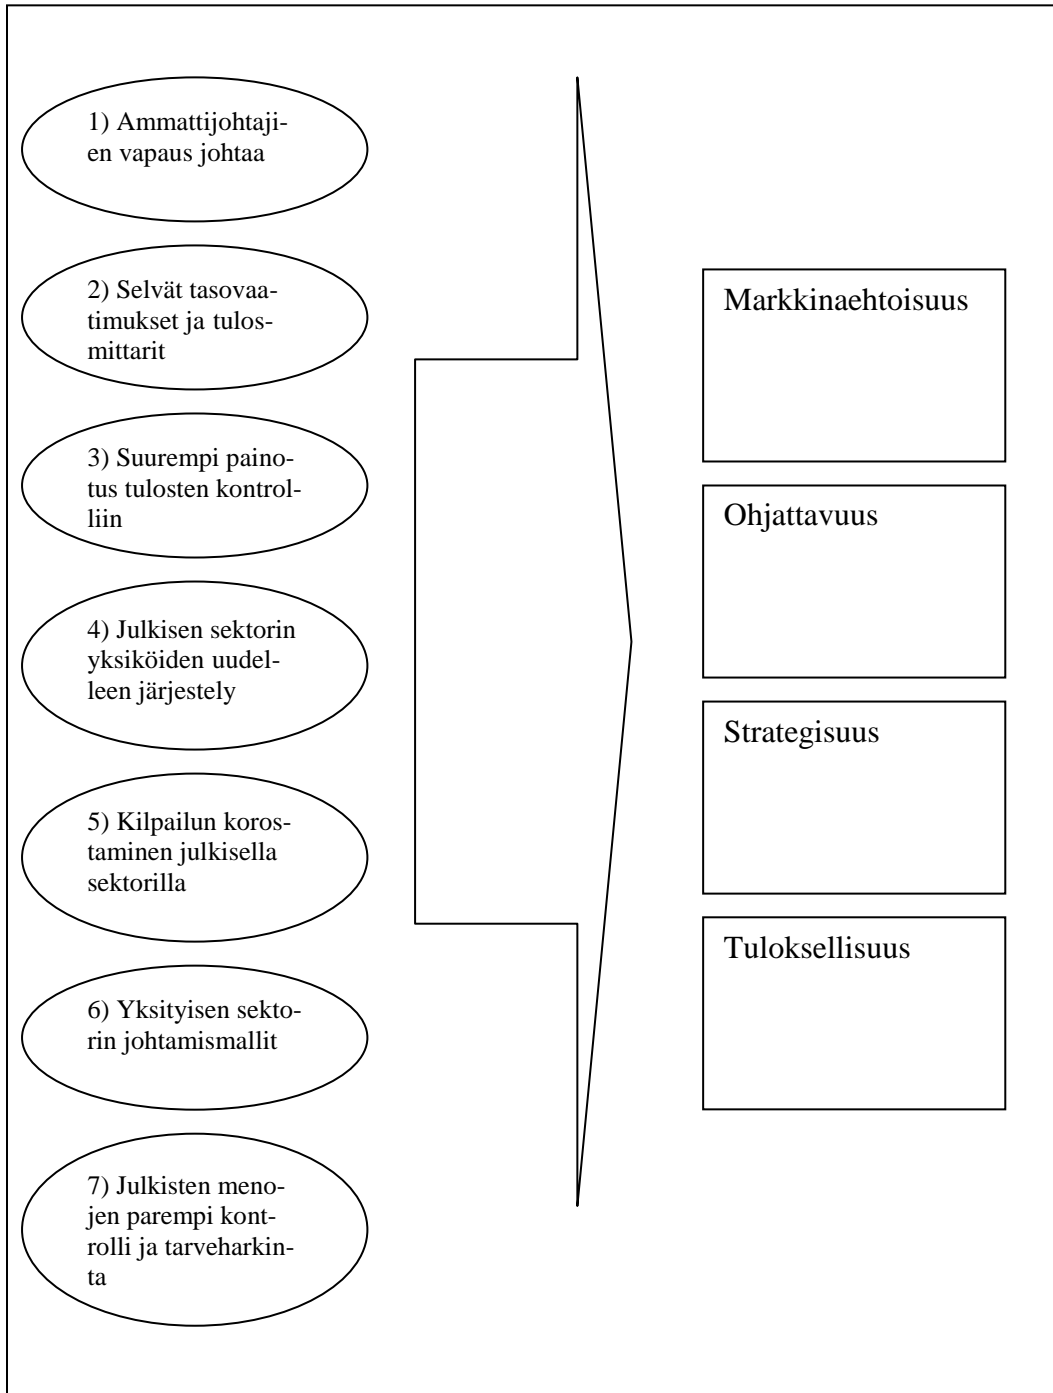 1) Ammattijohtaji-
en vapaus johtaa
2) Selvät tasovaa-
timukset ja tulos-
mittarit
3) Suurempi paino-
tus tulosten kontrol-
liin
4) Julkisen sektorin
yksiköiden uudel-
leen järjestely
5) Kilpailun koros-
taminen julkisella
sektorilla
6) Yksityisen sekto-
rin johtamismallit
7) Julkisten meno-
jen parempi kont-
rolli ja tarveharkin-
ta
Markkinaehtoisuus
Ohjattavuus
Strategisuus
Tuloksellisuus